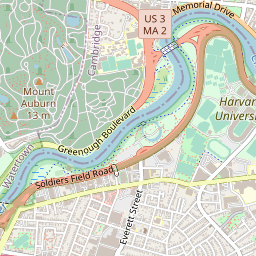 US 3
MA 2
Memorial Drive
Cambridge
Mount
Auburn
13 m
Harva
Universi
Greenough Boulevard
Watertown
Soldiers Field Road
Everett Street